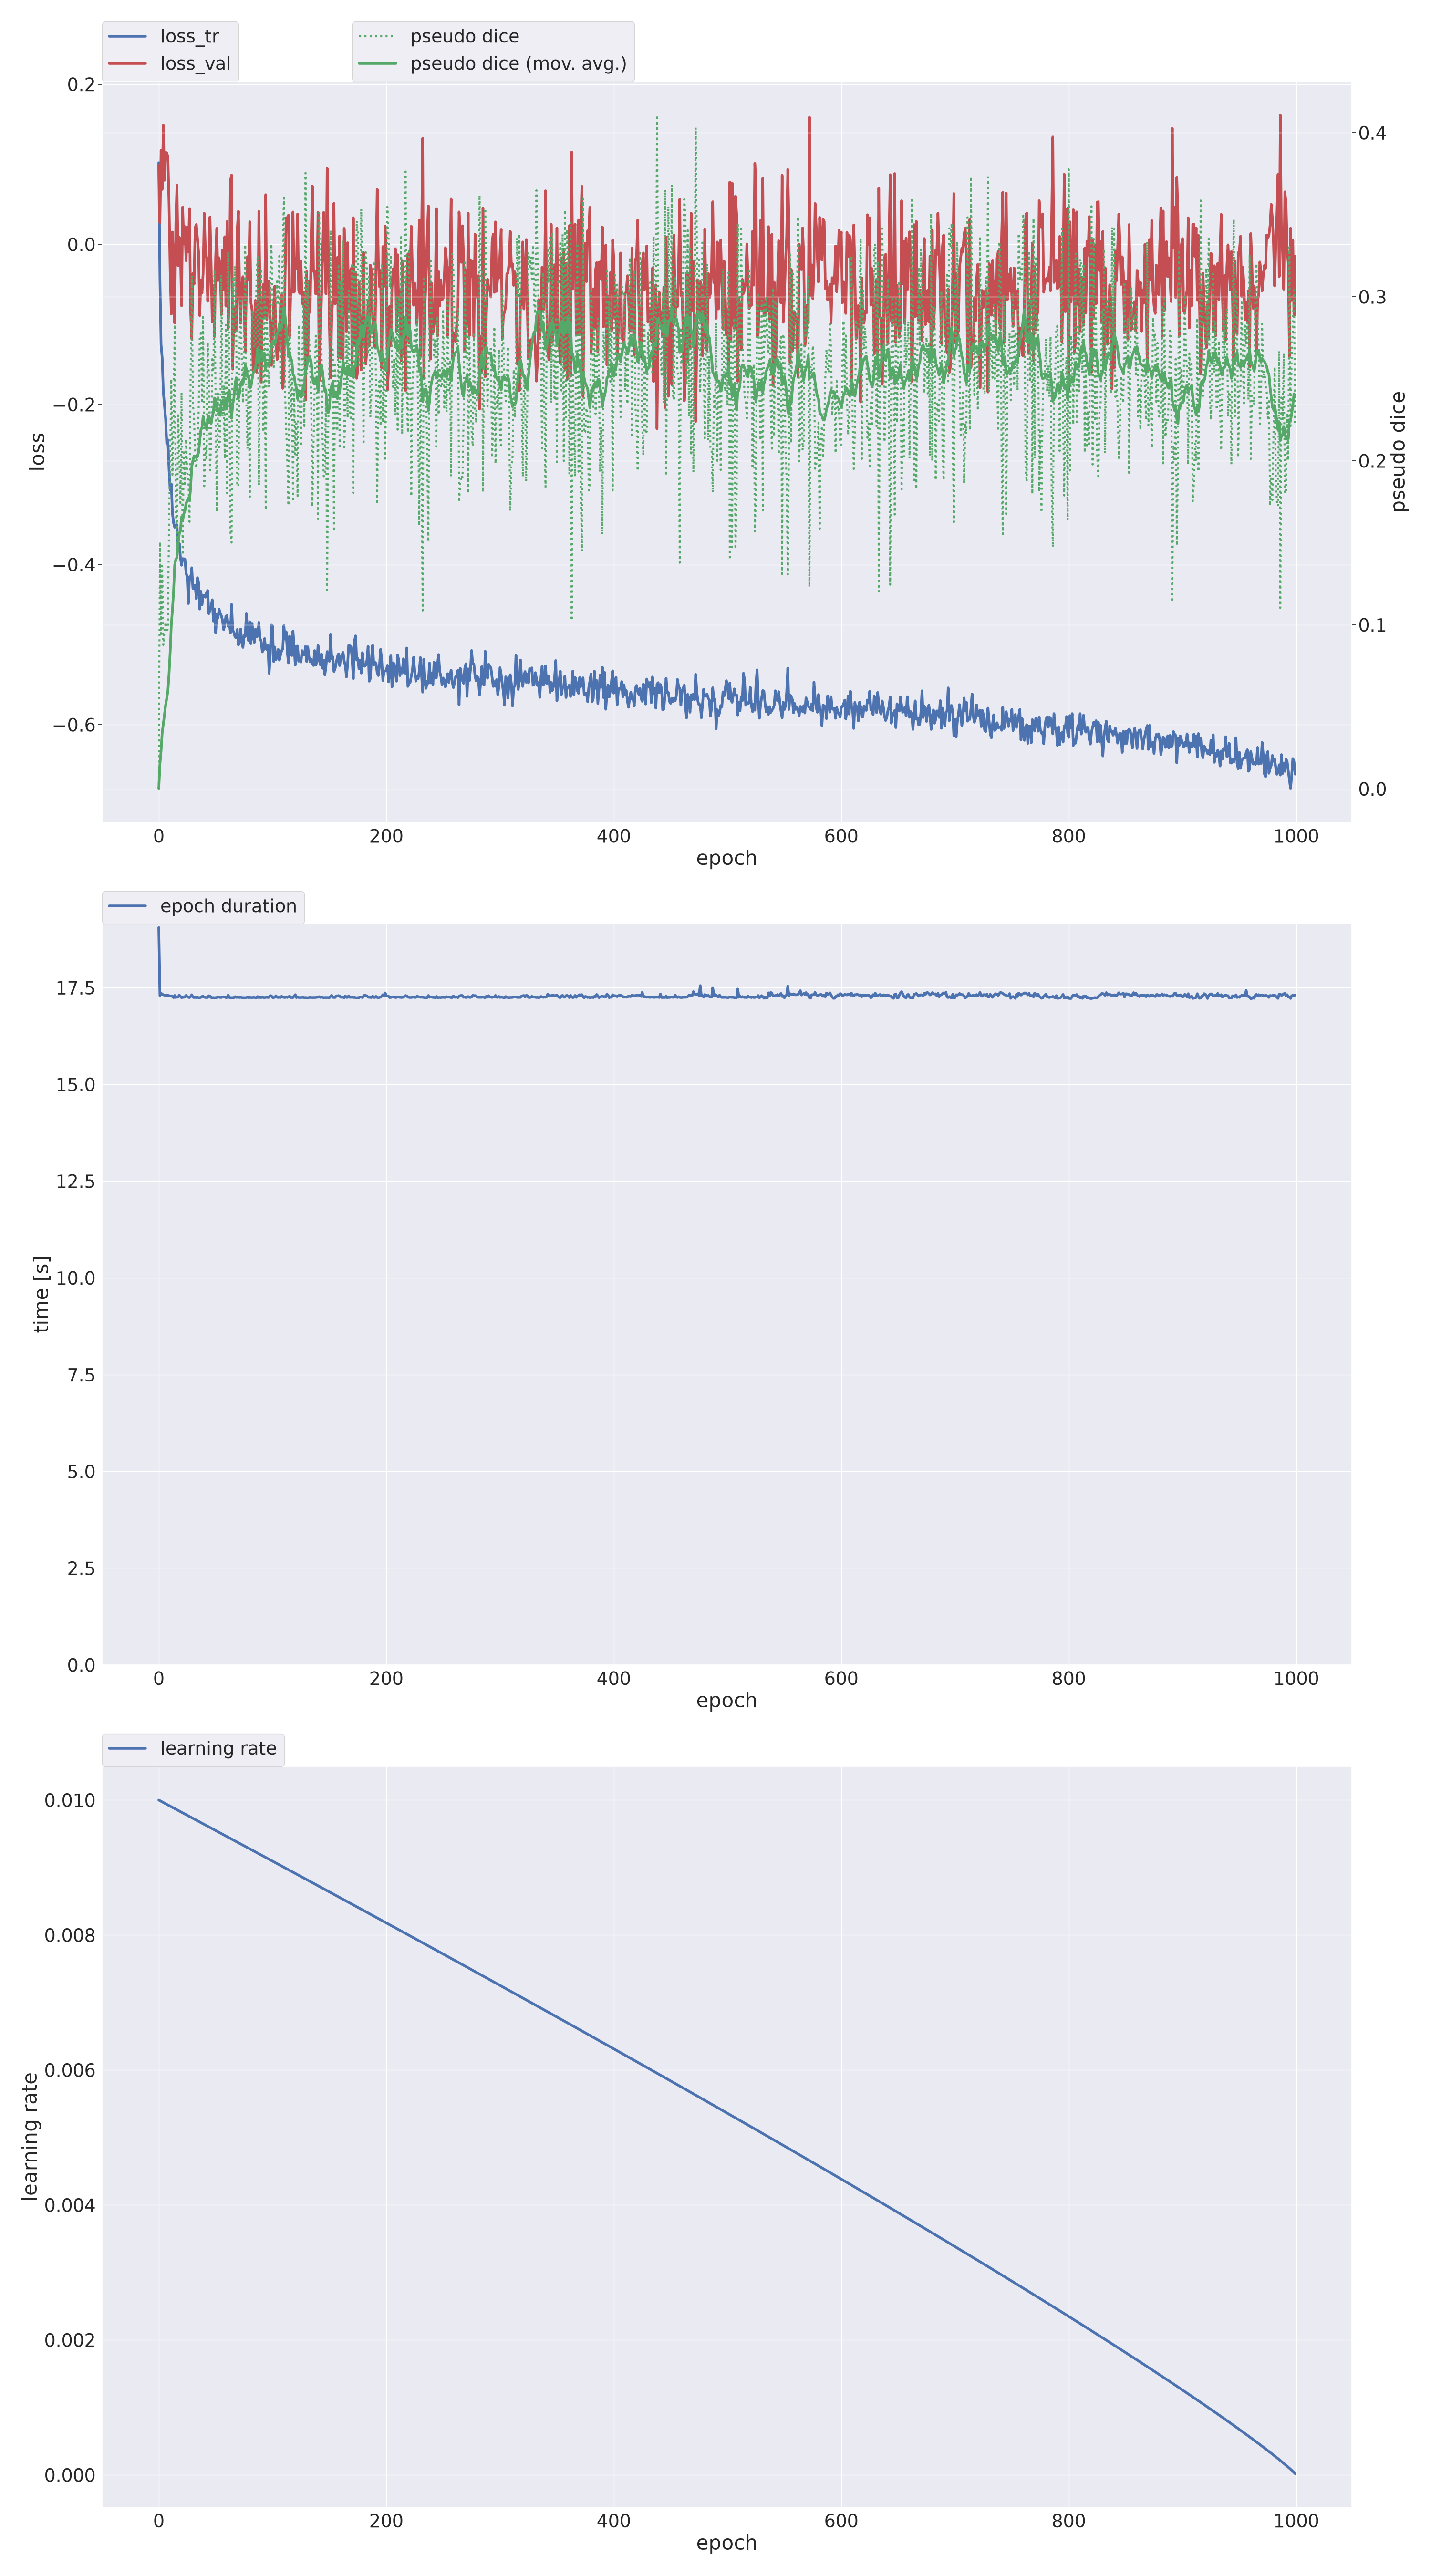 loss_tr
loss_val
pseudo dice
pseudo dice (mov. avg.)
0.2
0.0
−0.2
−0.4
−0.6
loss
0.4
0.3
0.2
0.1
0.0
pseudo dice
0 200 400 600 800 1000
epoch
epoch duration
17.5
15.0
12.5
10.0
7.5
5.0
2.5
0.0
time [s]
0 200 400 600 800 1000
epoch
learning rate
0.010
0.008
0.006
0.004
0.002
0.000
learning rate
0 200 400 600 800 1000
epoch